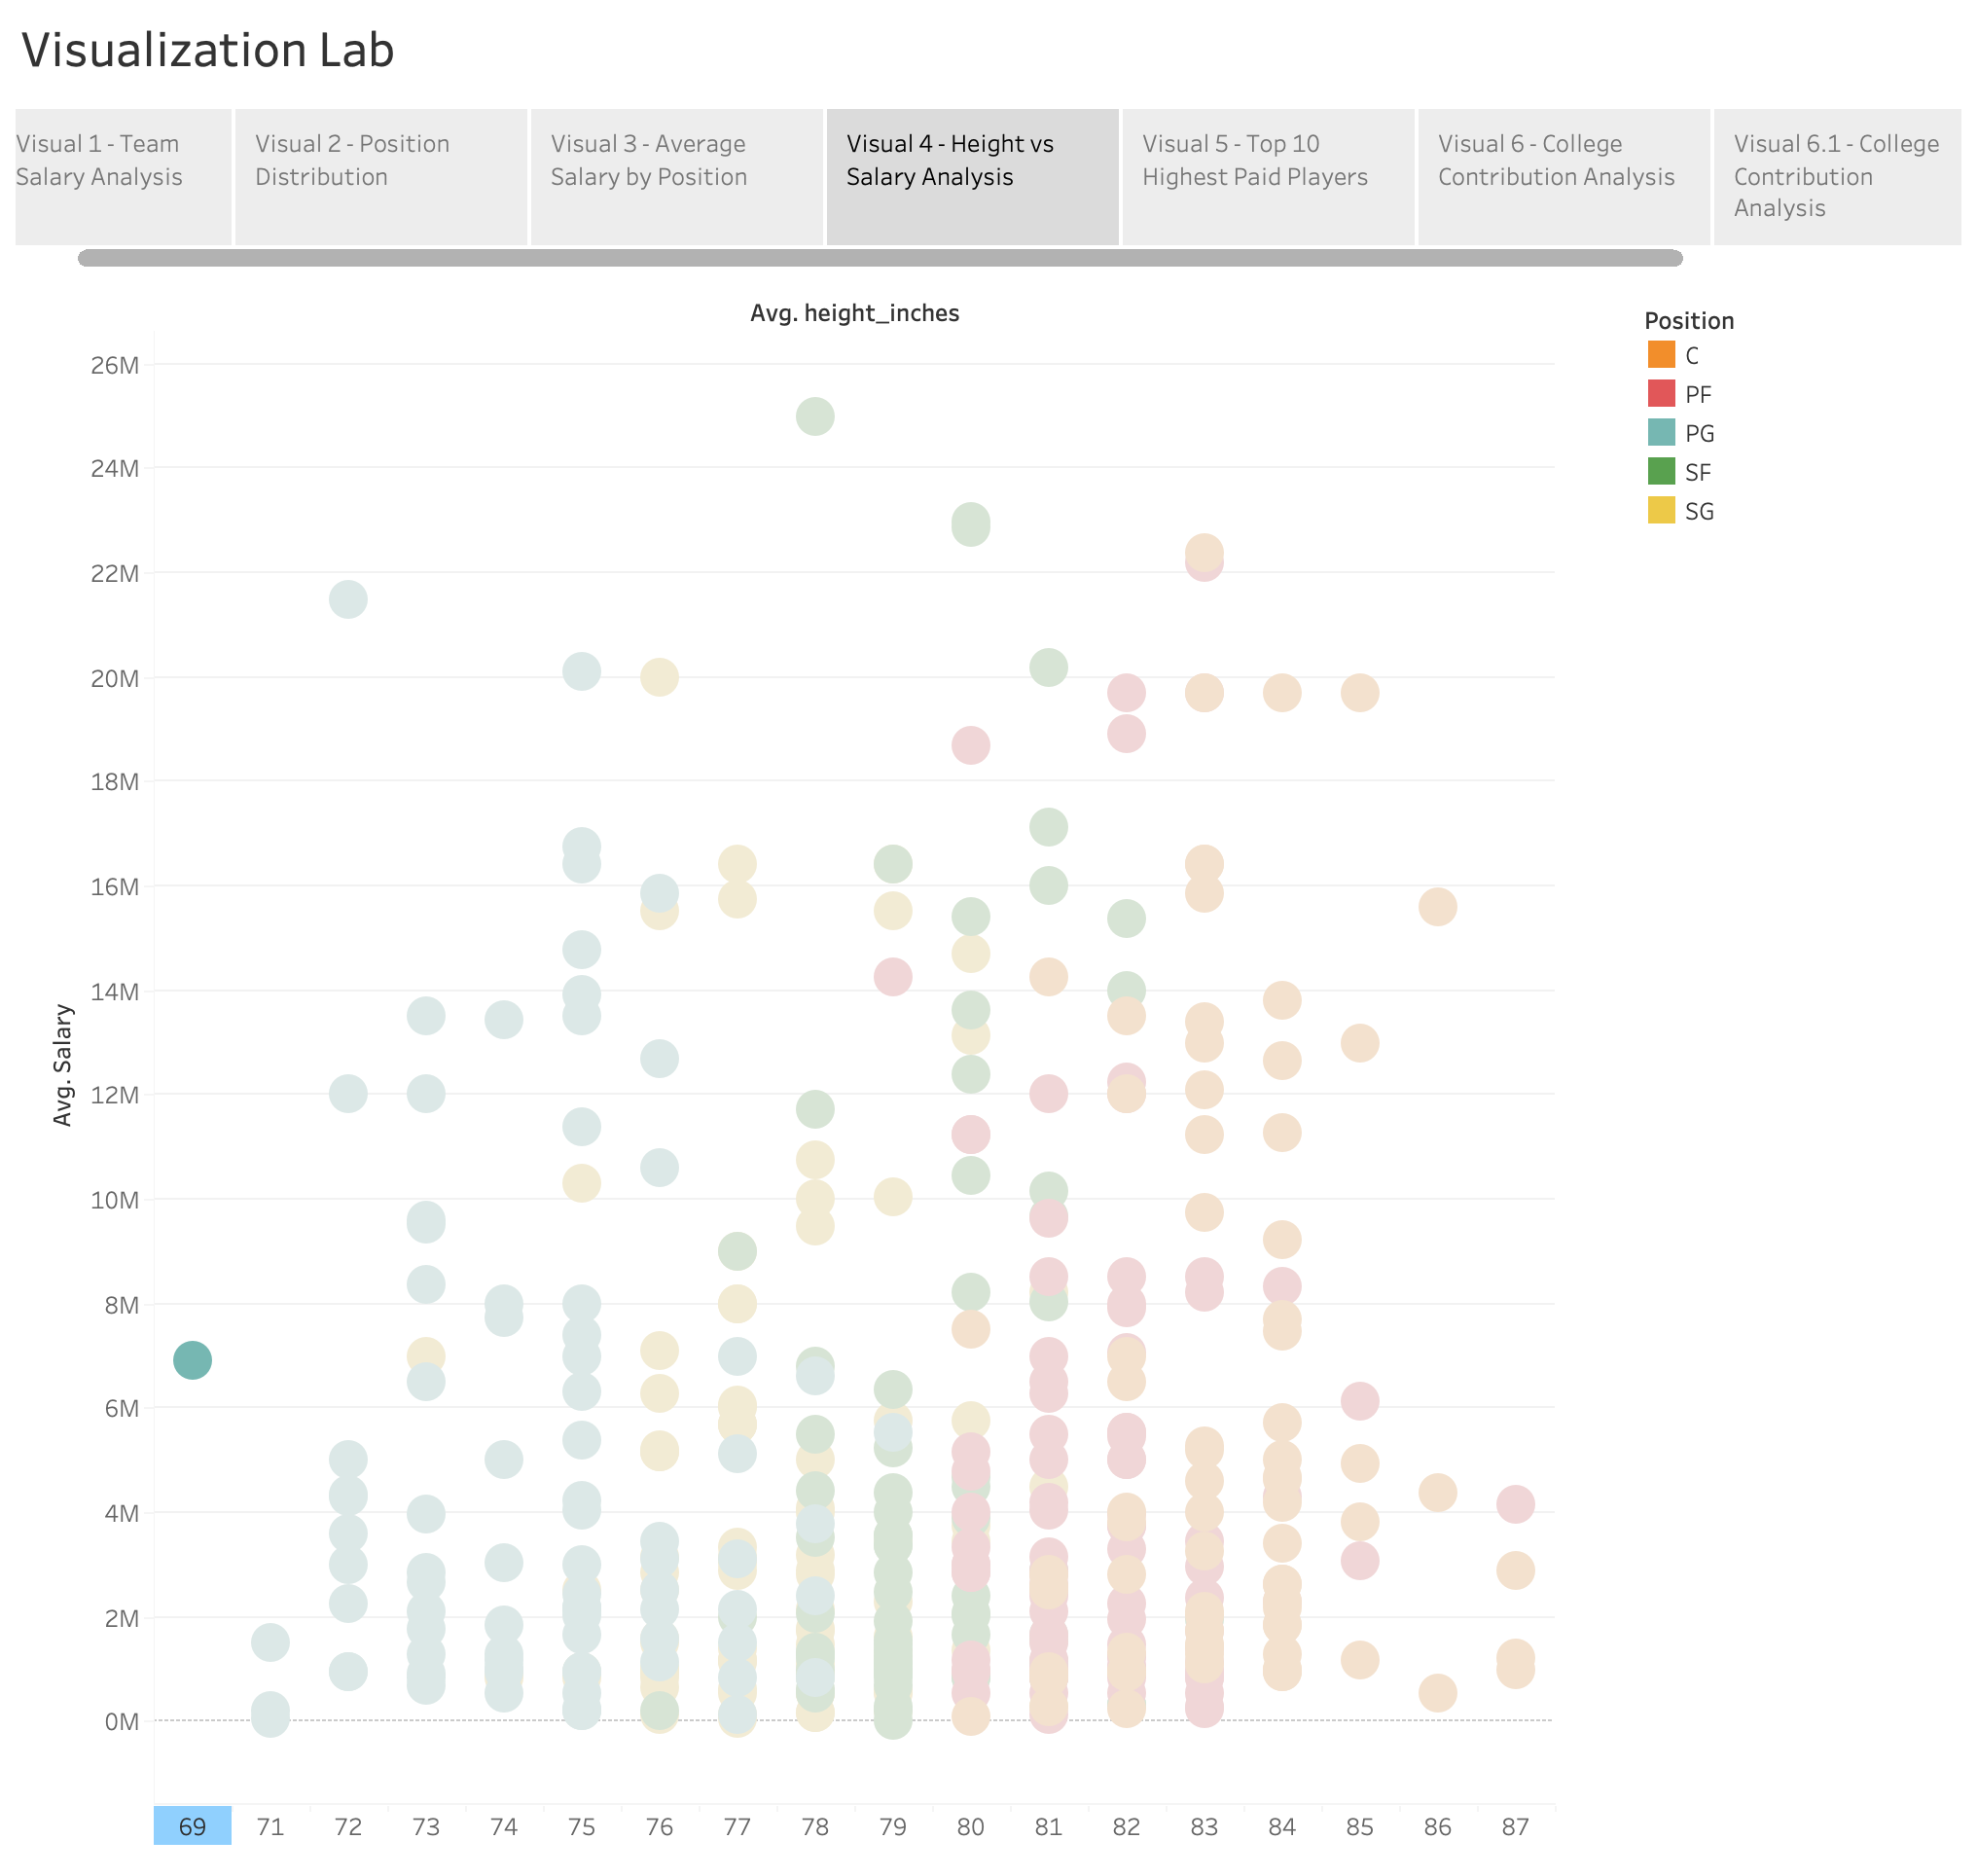 Visualization Lab
Visual 1 - Team
Salary Analysis
Visual 2 - Position
Distribution
Visual 3 - Average
Salary by Position
Visual 4 - Height vs
Salary Analysis
Visual 5 - Top 10
Highest Paid Players
Visual 6 - College
Contribution Analysis
Visual 6.1 - College
Contribution
Analysis
Avg. height_inches
Position
C
PF
PG
SF
SG
26M
24M
22M
20M
18M
16M
14M
12M
10M
8M
6M
4M
2M
0M
Avg. Salary
69 71 72 73 74 75 76 77 78 79 80 81 82 83 84 85 86 87